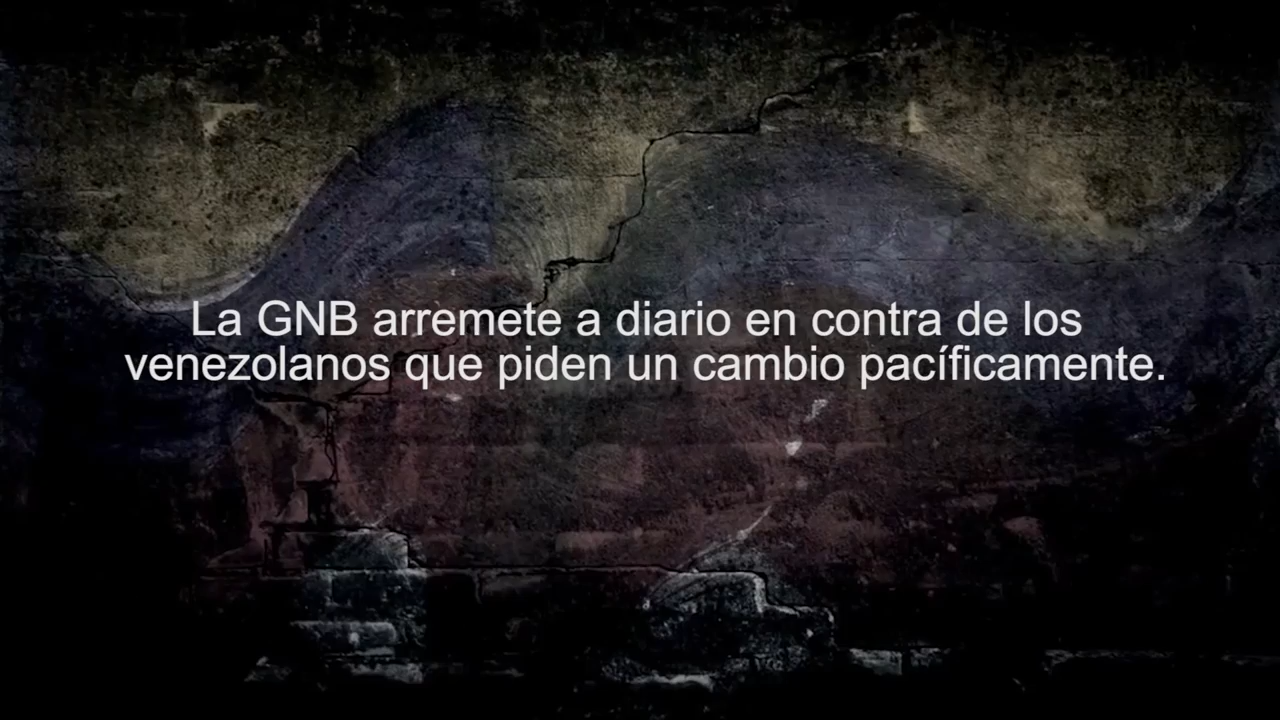 La GNB arremete a diario en contra de los
venezolanos que piden un cambio pacíficamente.